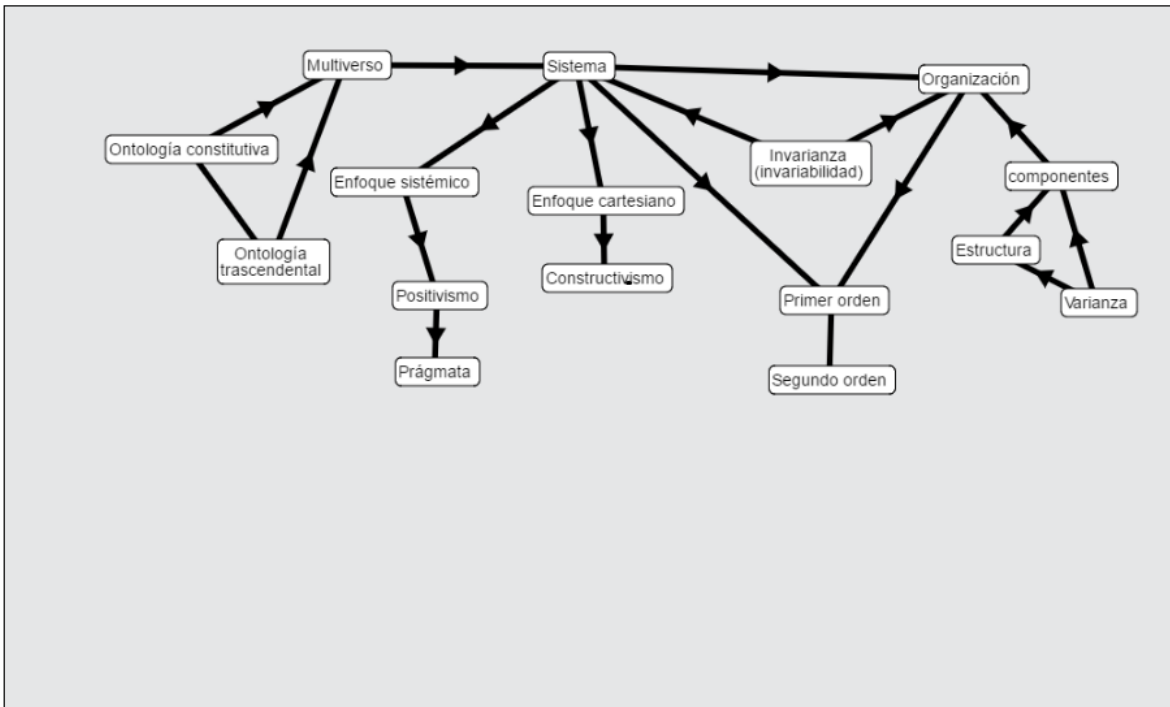 Multiverso
Sistema
Organización
Ontología constitutiva
Invarianza
(invariabilidad)
componentes
Enfoque sistémico
Enfoque cartesiano
Ontología
trascendental
Estructura
Constructivismo
Positivismo
Primer orden
Varianza
Prágmata
Segundo orden